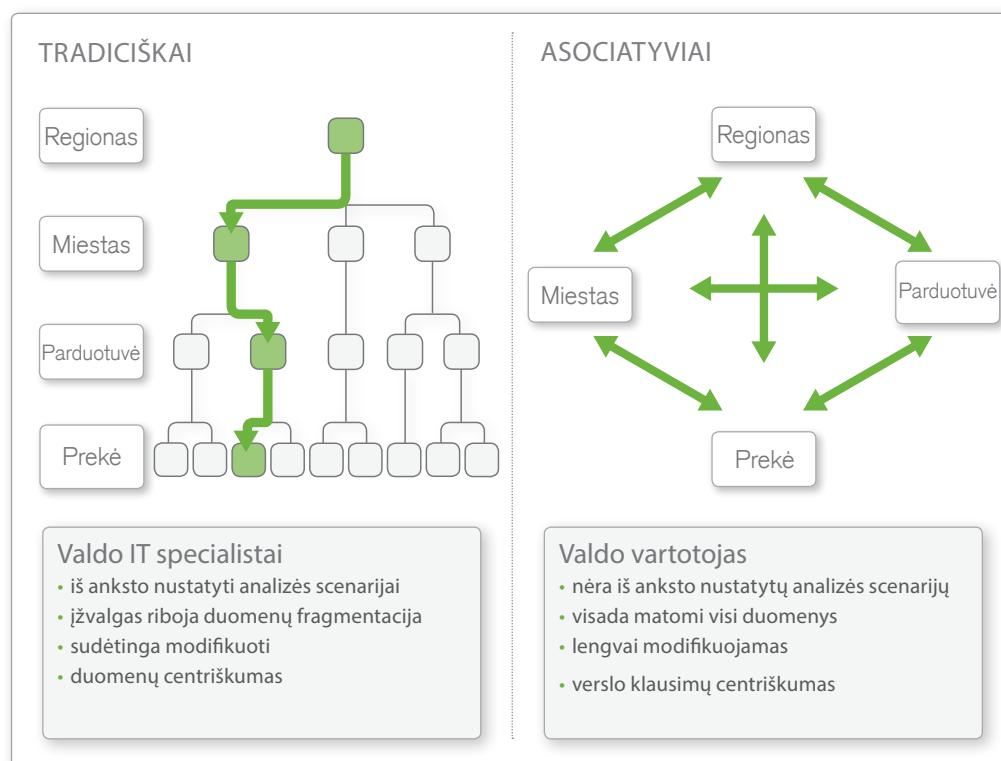 TRADICIŠKAI
Regionas
Miestas
Parduotuvė
Prekė
Valdo IT specialistai
• iš anksto nustatyti analizės scenarijai
• įžvalgas riboja duomenų fragmentacija
• sudėtinga modifikuoti
• duomenų centriškumas
ASOCIATYVIAI
Regionas
Miestas
Parduotuvė
Prekė
Valdo vartotojas
• nėra iš anksto nustatytų analizės scenarijų
• visada matomi visi duomenys
• lengvai modifikuojamas
• verslo klausimų centriškumas